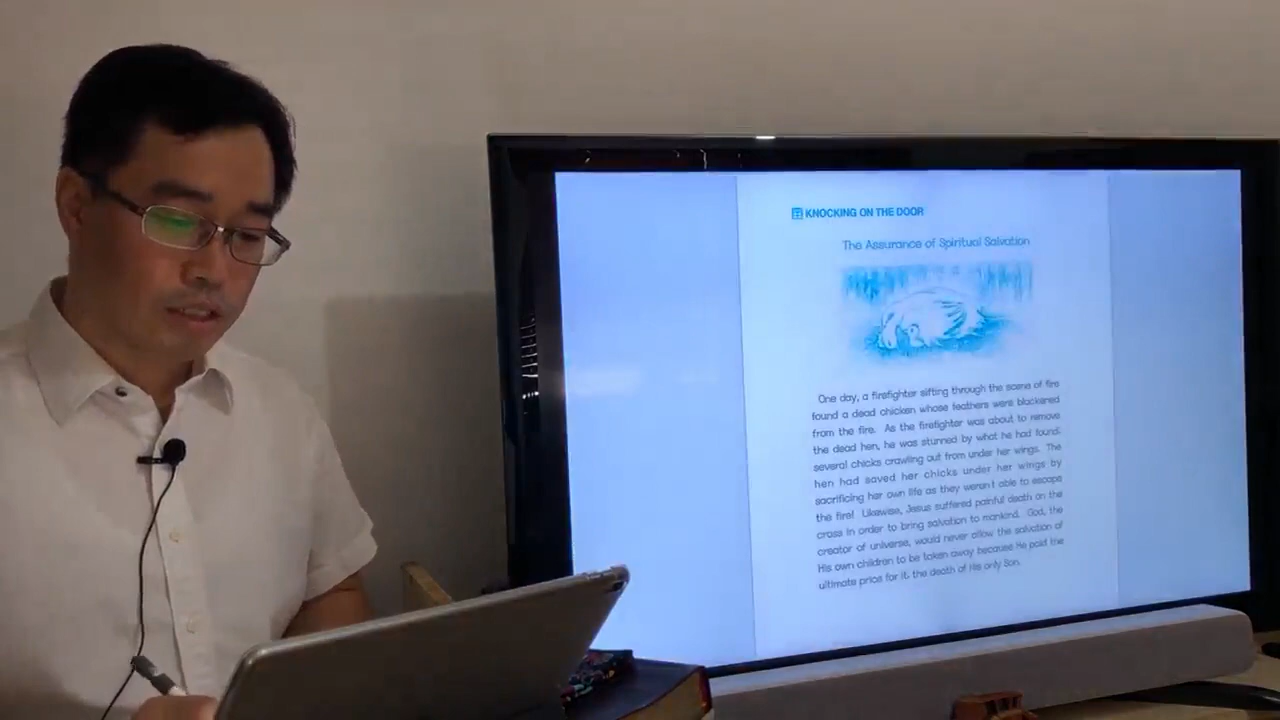 KNOCKING ON THE DOOR
The Assurance of Spiritual Salvation
One day, a firefighter sifting through the scene of fire
found a dead chicken whose feathers were blackened
from the fire. As the firefighter was about to remove
the dead hen, he was stunned by what he had found:
several chicks crawling out from under her wings. The
hen had saved her chicks under her wings by
sacrificing her own life as they weren't able to escape
the fire! Likewise, Jesus suffered painful death on the
cross in order to bring salvation to mankind. God, the
creator of universe, would never allow the salvation of
His own children to be taken away because He paid the
ultimate price for it, the death of His only Son.